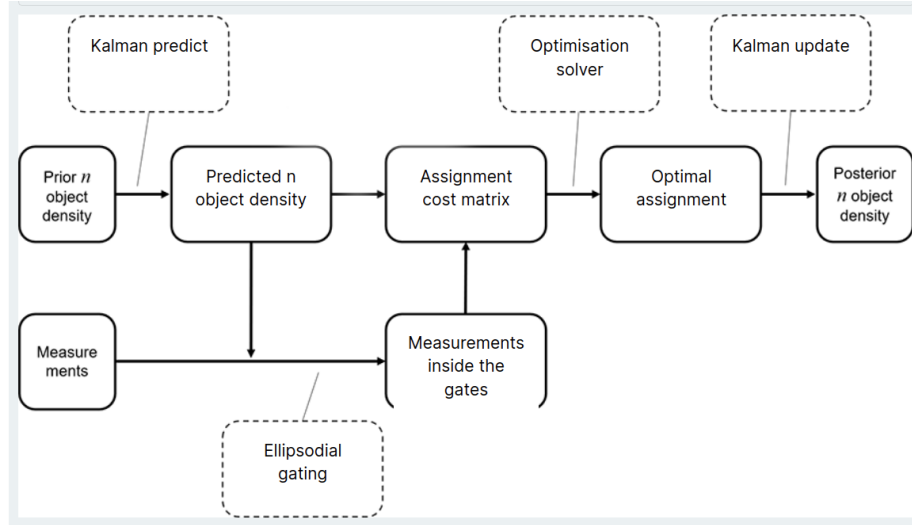 Kalman predict
Optimisation
solver
Kalman update
Prior n
object
density
Predicted n
object density
Assignment
cost matrix
Optimal
assignment
Posterior
n object
density
Measure
ments
Measurements
inside the
gates
Ellipsodial
gating